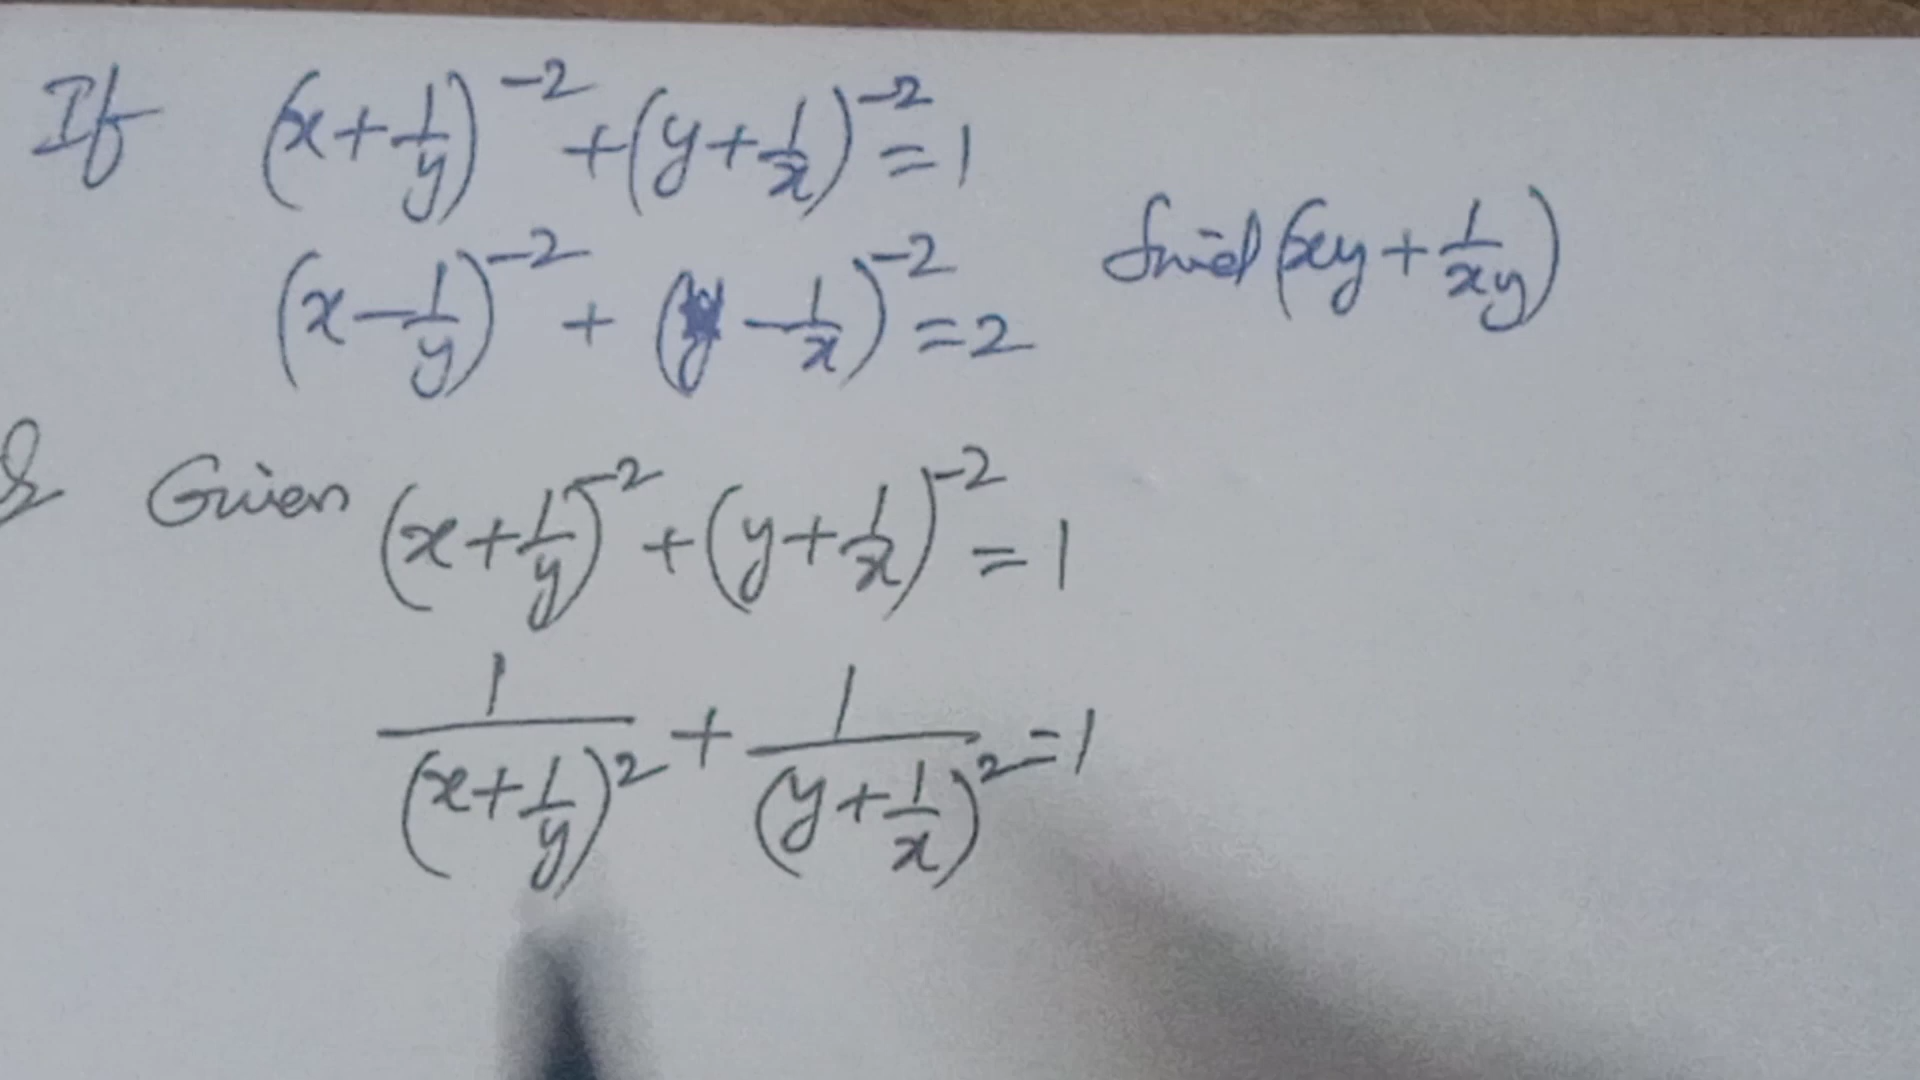 If (x+1/y)^-2 + (y+1/x)^-2 = 1
(x-1/y)^-2 + (y-1/x)^-2 = 2 find (xy+1/xy)
Given (x+1/y)^-2 + (y+1/x)^-2 = 1
1/(x+1/y)^2 + 1/(y+1/x)^2 = 1